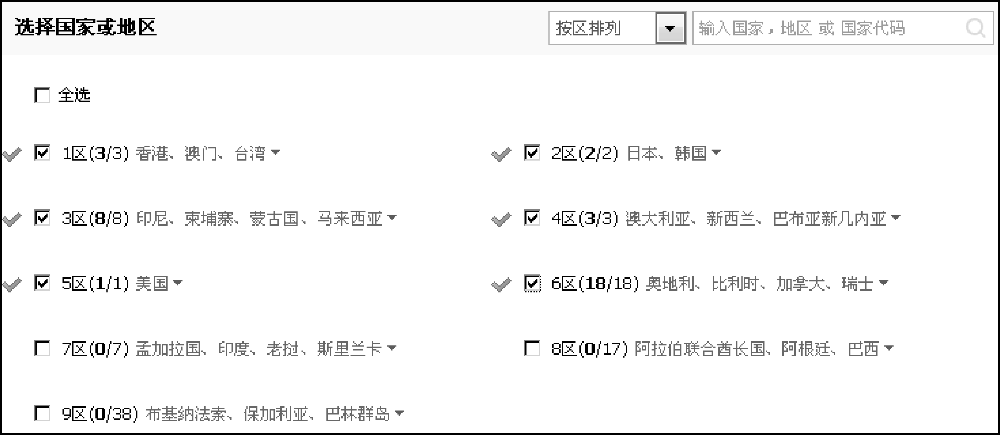 选择国家或地区 按区排列 输入国家，地区 或 国家代码
全选
1区(3/3) 香港、澳门、台湾 2区(2/2) 日本、韩国
3区(8/8) 印尼、柬埔寨、蒙古国、马来西亚 4区(3/3) 澳大利亚、新西兰、巴布亚新几内亚
5区(1/1) 美国 6区(18/18) 奥地利、比利时、加拿大、瑞士
7区(0/7) 孟加拉国、印度、老挝、斯里兰卡 8区(0/17) 阿拉伯联合酋长国、阿根廷、巴西
9区(0/38) 布基纳法索、保加利亚、巴林群岛